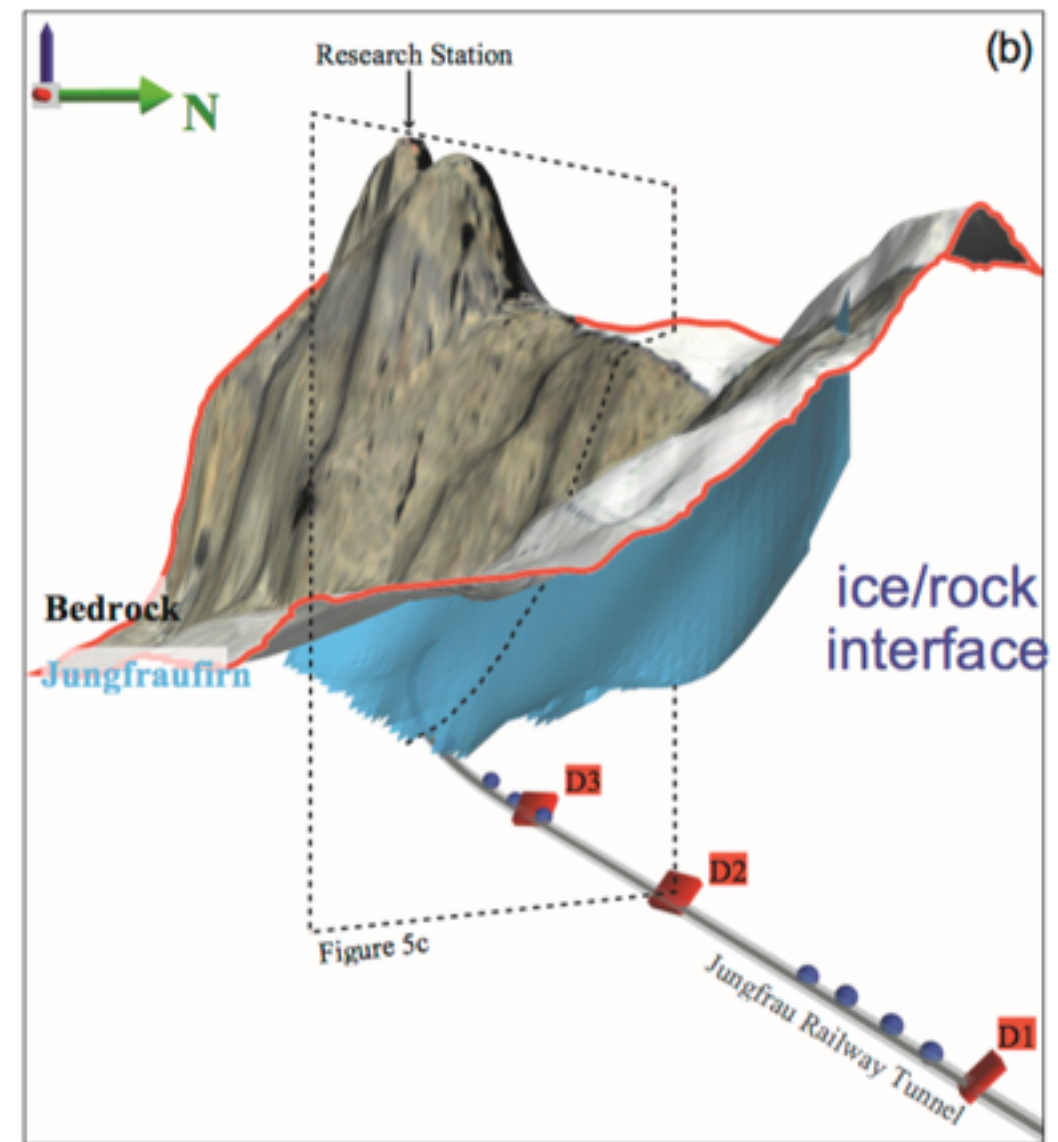 (b)
Research Station
N
Bedrock
Jungfraufirn
ice/rock
interface
D3
D2
Figure 5c
Jungfrau Railway Tunnel
D1